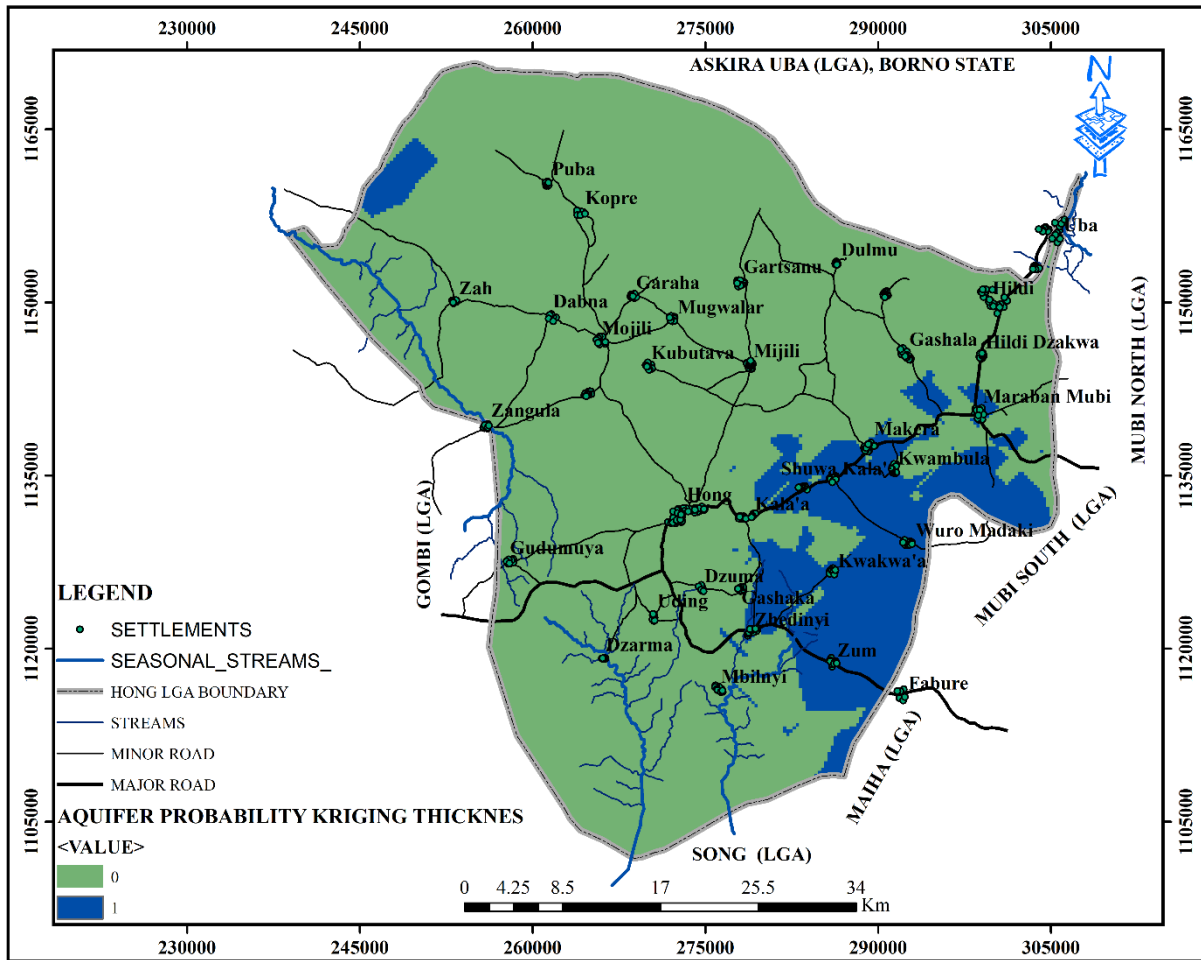 230000 245000 260000 275000 290000 305000
ASKIRA UBA (LGA), BORNO STATE
N
1165000
1165000
Puba
Kopre
Uba
Dulmu
Gartsanu
Garaha
Zah
Hildi
1150000
1150000
Dabna
Mugwalar
Mojili
Gashala
Hildi Dzakwa
Kubutava
Mijili
MUBI NORTH (LGA)
Maraban Mubi
Zangula
Makera
Kwambula
Shuwa Kala'a
1135000
1135000
Hong
Kala'a
Wuro Madaki
Gudumuya
GOMBI (LGA)
Kwakwa'a
MUBI SOUTH (LGA)
Dzuma
Gashaka
Uding
Zhedinyi
Dzarma
Zum
1120000
1120000
Mbilnyi
Fabure
MAIHA (LGA)
LEGEND
SETTLEMENTS
SEASONAL_STREAMS_
HONG LGA BOUNDARY
STREAMS
MINOR ROAD
MAJOR ROAD
AQUIFER PROBABILITY KRIGING THICKNES
<VALUE>
0
1
1105000
1105000
SONG (LGA)
0 4.25 8.5 17 25.5 34
Km
230000 245000 260000 275000 290000 305000